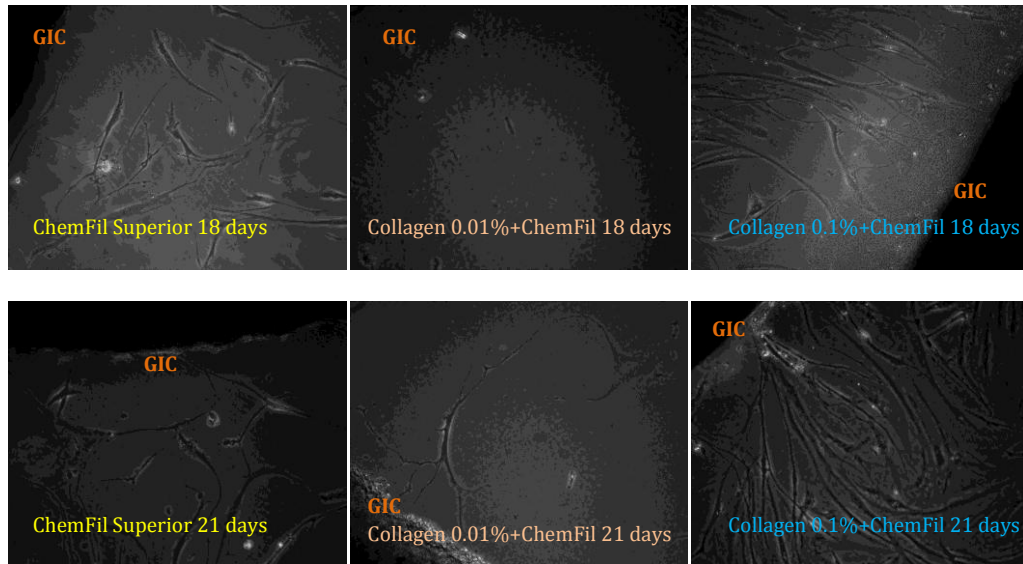 GIC
ChemFil Superior 18 days
GIC
Collagen 0.01%+ChemFil 18 days
GIC
Collagen 0.1%+ChemFil 18 days
GIC
ChemFil Superior 21 days
GIC
Collagen 0.01%+ChemFil 21 days
GIC
Collagen 0.1%+ChemFil 21 days